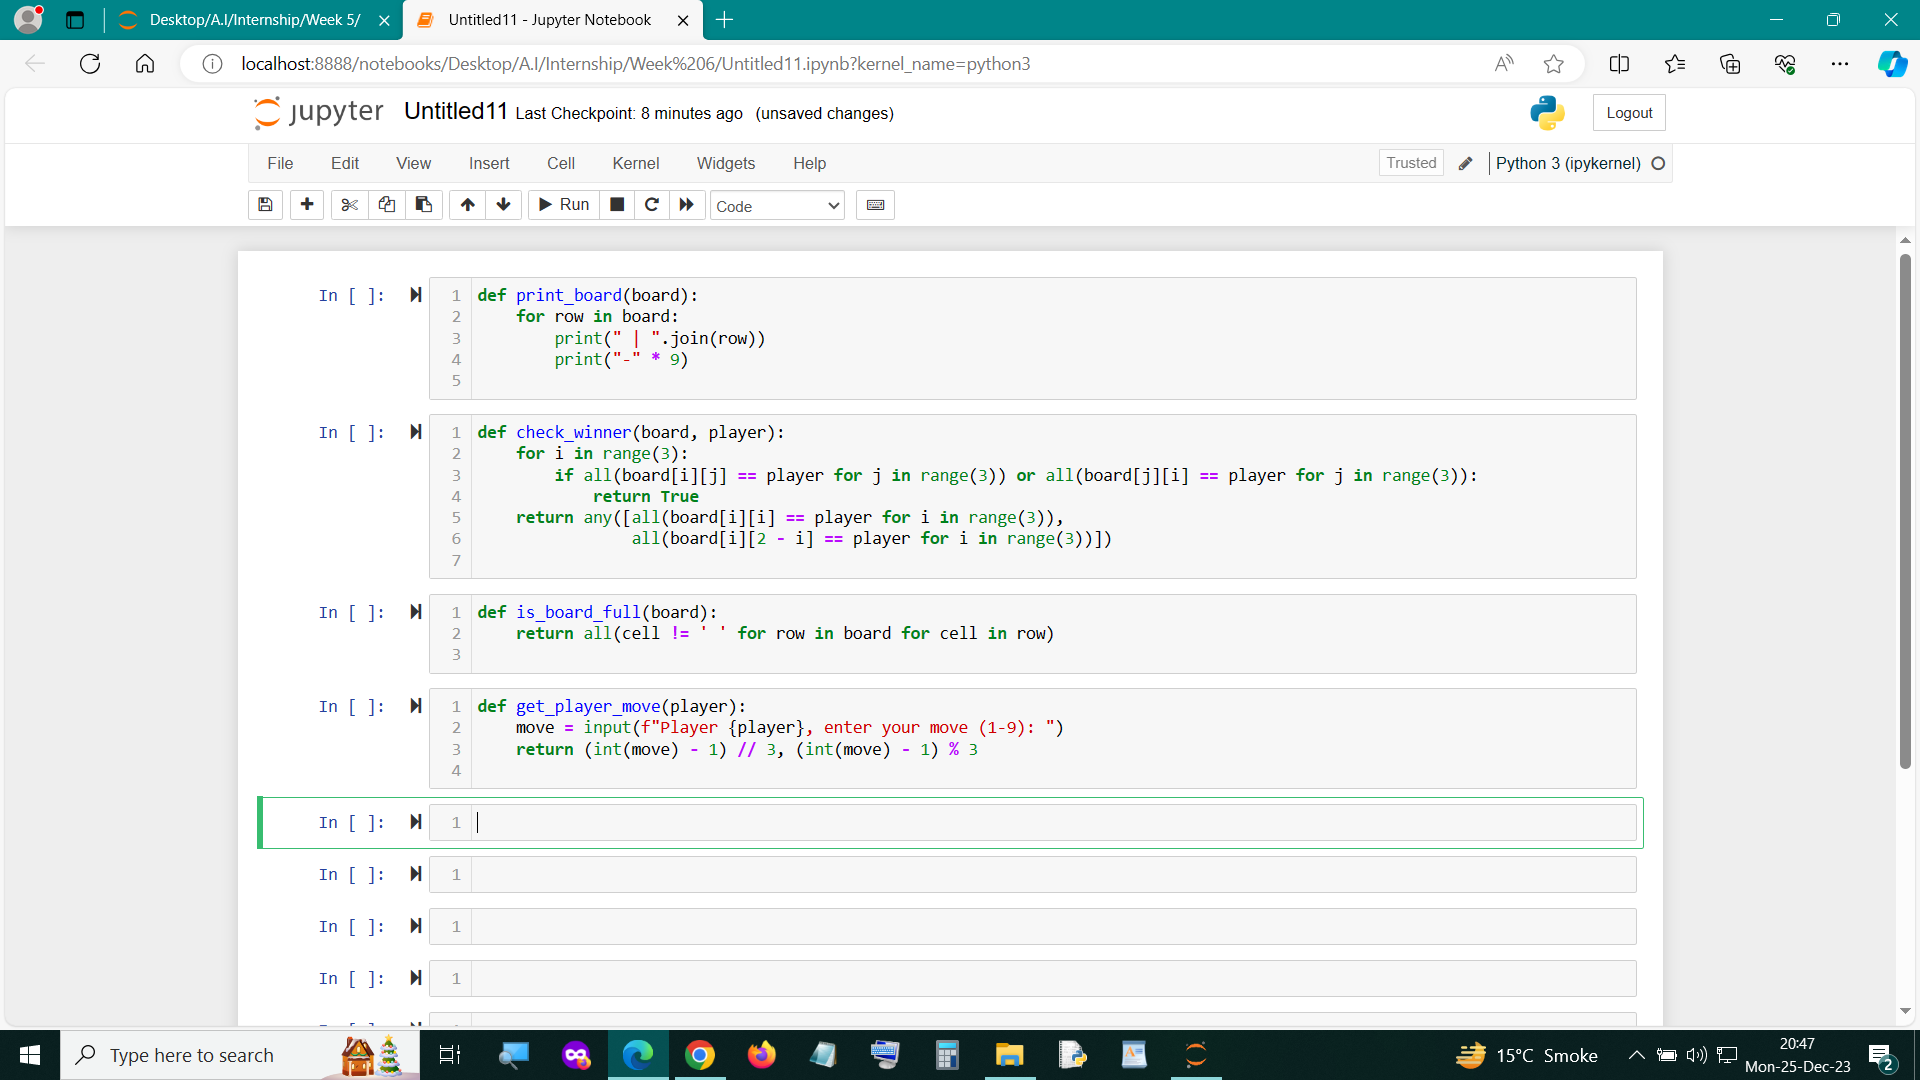 Desktop/A.I/Internship/Week 5/
Untitled11 - Jupyter Notebook
localhost:8888/notebooks/Desktop/A.I/Internship/Week%206/Untitled11.ipynb?kernel_name=python3
jupyter Untitled11 Last Checkpoint: 8 minutes ago (unsaved changes)
Logout
File Edit View Insert Cell Kernel Widgets Help
Trusted Python 3 (ipykernel)
Run Code
In [ ]:
1 def print_board(board):
2     for row in board:
3         print(" | ".join(row))
4         print("-" * 9)
5
In [ ]:
1 def check_winner(board, player):
2     for i in range(3):
3         if all(board[i][j] == player for j in range(3)) or all(board[j][i] == player for j in range(3)):
4             return True
5     return any([all(board[i][i] == player for i in range(3)),
6                 all(board[i][2 - i] == player for i in range(3))])
7
In [ ]:
1 def is_board_full(board):
2     return all(cell != ' ' for row in board for cell in row)
3
In [ ]:
1 def get_player_move(player):
2     move = input(f"Player {player}, enter your move (1-9): ")
3     return (int(move) - 1) // 3, (int(move) - 1) % 3
4
In [ ]: 1
In [ ]: 1
In [ ]: 1
In [ ]: 1
Type here to search
15°C Smoke
20:47
Mon-25-Dec-23
2